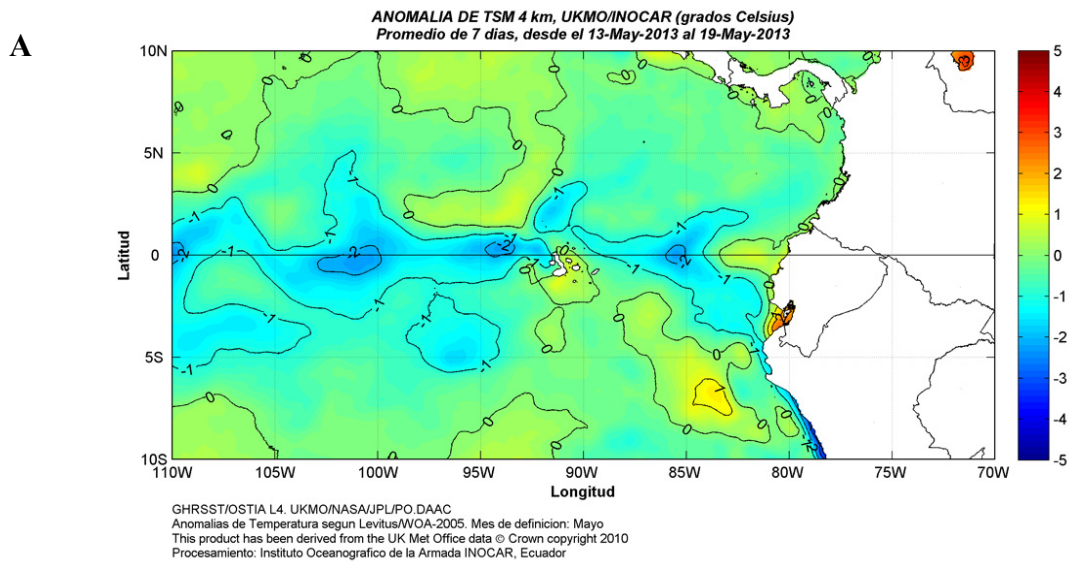 A
ANOMALIA DE TSM 4 km, UKMO/INOCAR (grados Celsius)
Promedio de 7 dias, desde el 13-May-2013 al 19-May-2013
10N
5N
0
5S
10S
Latitud
110W 105W 100W 95W 90W 85W 80W 75W 70W
Longitud
5
4
3
2
1
0
-1
-2
-3
-4
-5
GHRSST/OSTIA L4. UKMO/NASA/JPL/PO.DAAC
Anomalias de Temperatura segun Levitus/WOA-2005. Mes de definicion: Mayo
This product has been derived from the UK Met Office data © Crown copyright 2010
Procesamiento: Instituto Oceanografico de la Armada INOCAR, Ecuador